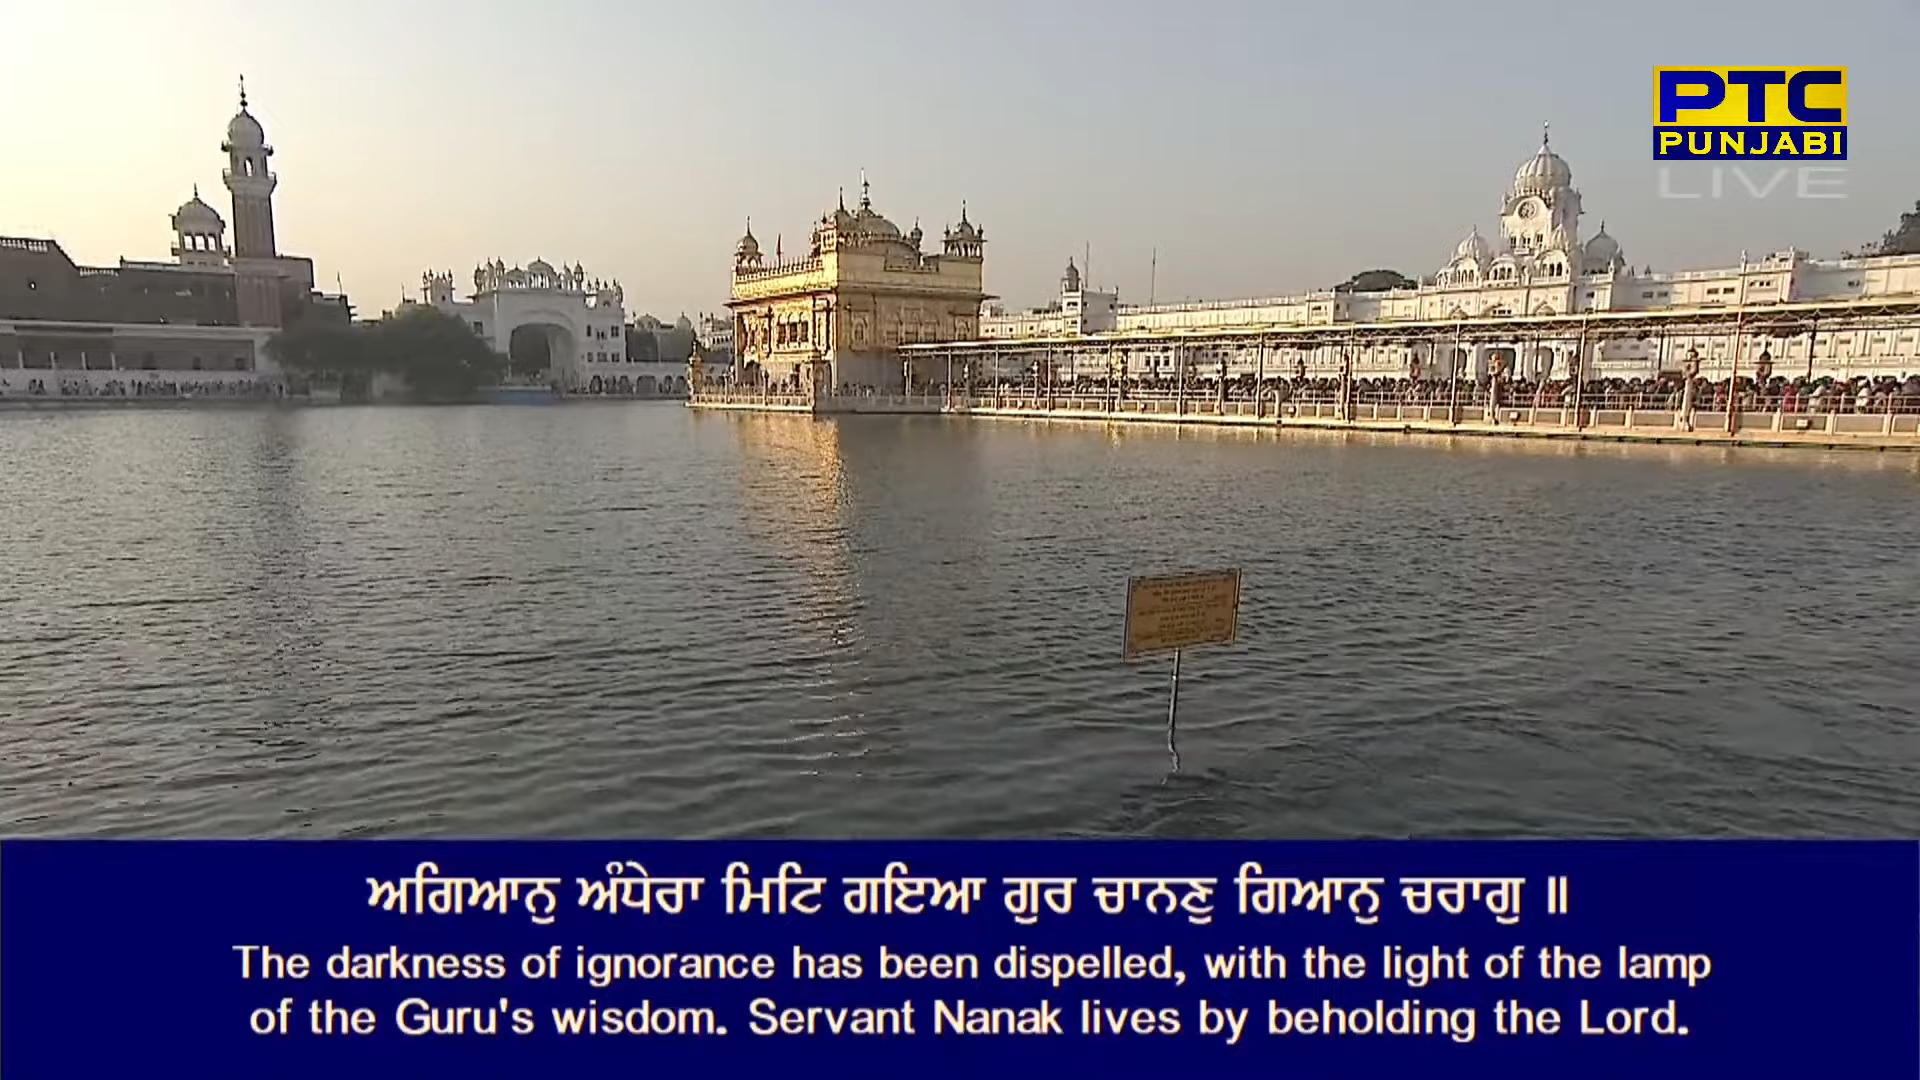 PTC
PUNJABI
LIVE
ਅਗਿਆਨੁ ਅੰਧੇਰਾ ਮਿਟਿ ਗਇਆ ਗੁਰ ਚਾਨਣੁ ਗਿਆਨੁ ਚਰਾਗੁ ॥
The darkness of ignorance has been dispelled, with the light of the lamp
of the Guru's wisdom. Servant Nanak lives by beholding the Lord.